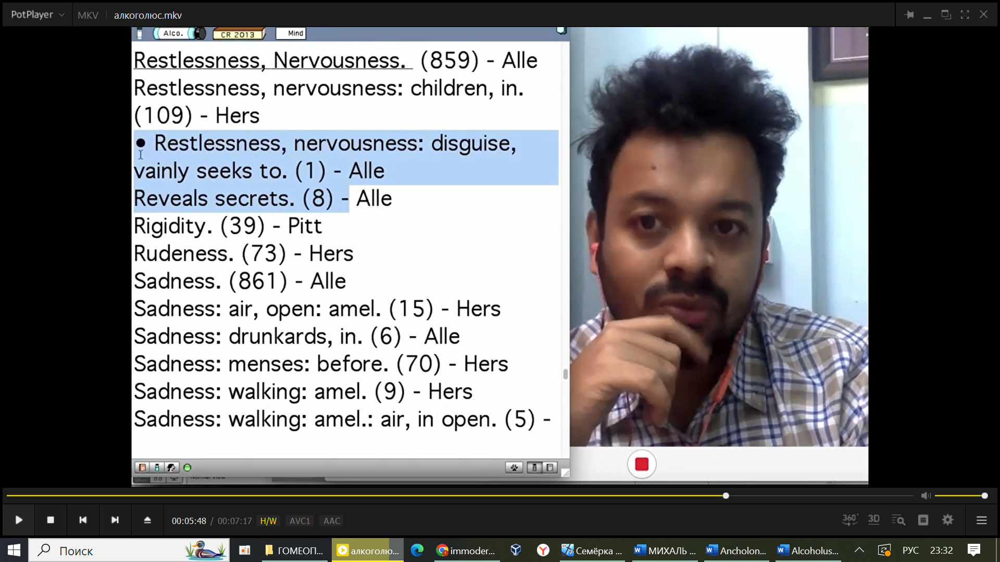 PotPlayer
MKV
алкоголюс.mkv
Alco.
CR 2013
Mind
Restlessness, Nervousness. (859) - Alle
Restlessness, nervousness: children, in.
(109) - Hers
● Restlessness, nervousness: disguise,
vainly seeks to. (1) - Alle
Reveals secrets. (8) - Alle
Rigidity. (39) - Pitt
Rudeness. (73) - Hers
Sadness. (861) - Alle
Sadness: air, open: amel. (15) - Hers
Sadness: drunkards, in. (6) - Alle
Sadness: menses: before. (70) - Hers
Sadness: walking: amel. (9) - Hers
Sadness: walking: amel.: air, in open. (5) -
00:05:48 / 00:07:17 H/W AVC1 AAC
360° 3D
Поиск
ГОМЕОП...
алкоголю...
immoder...
Семёрка ...
МИХАЛЬ ...
Ancholon...
Alcoholus...
РУС
23:32